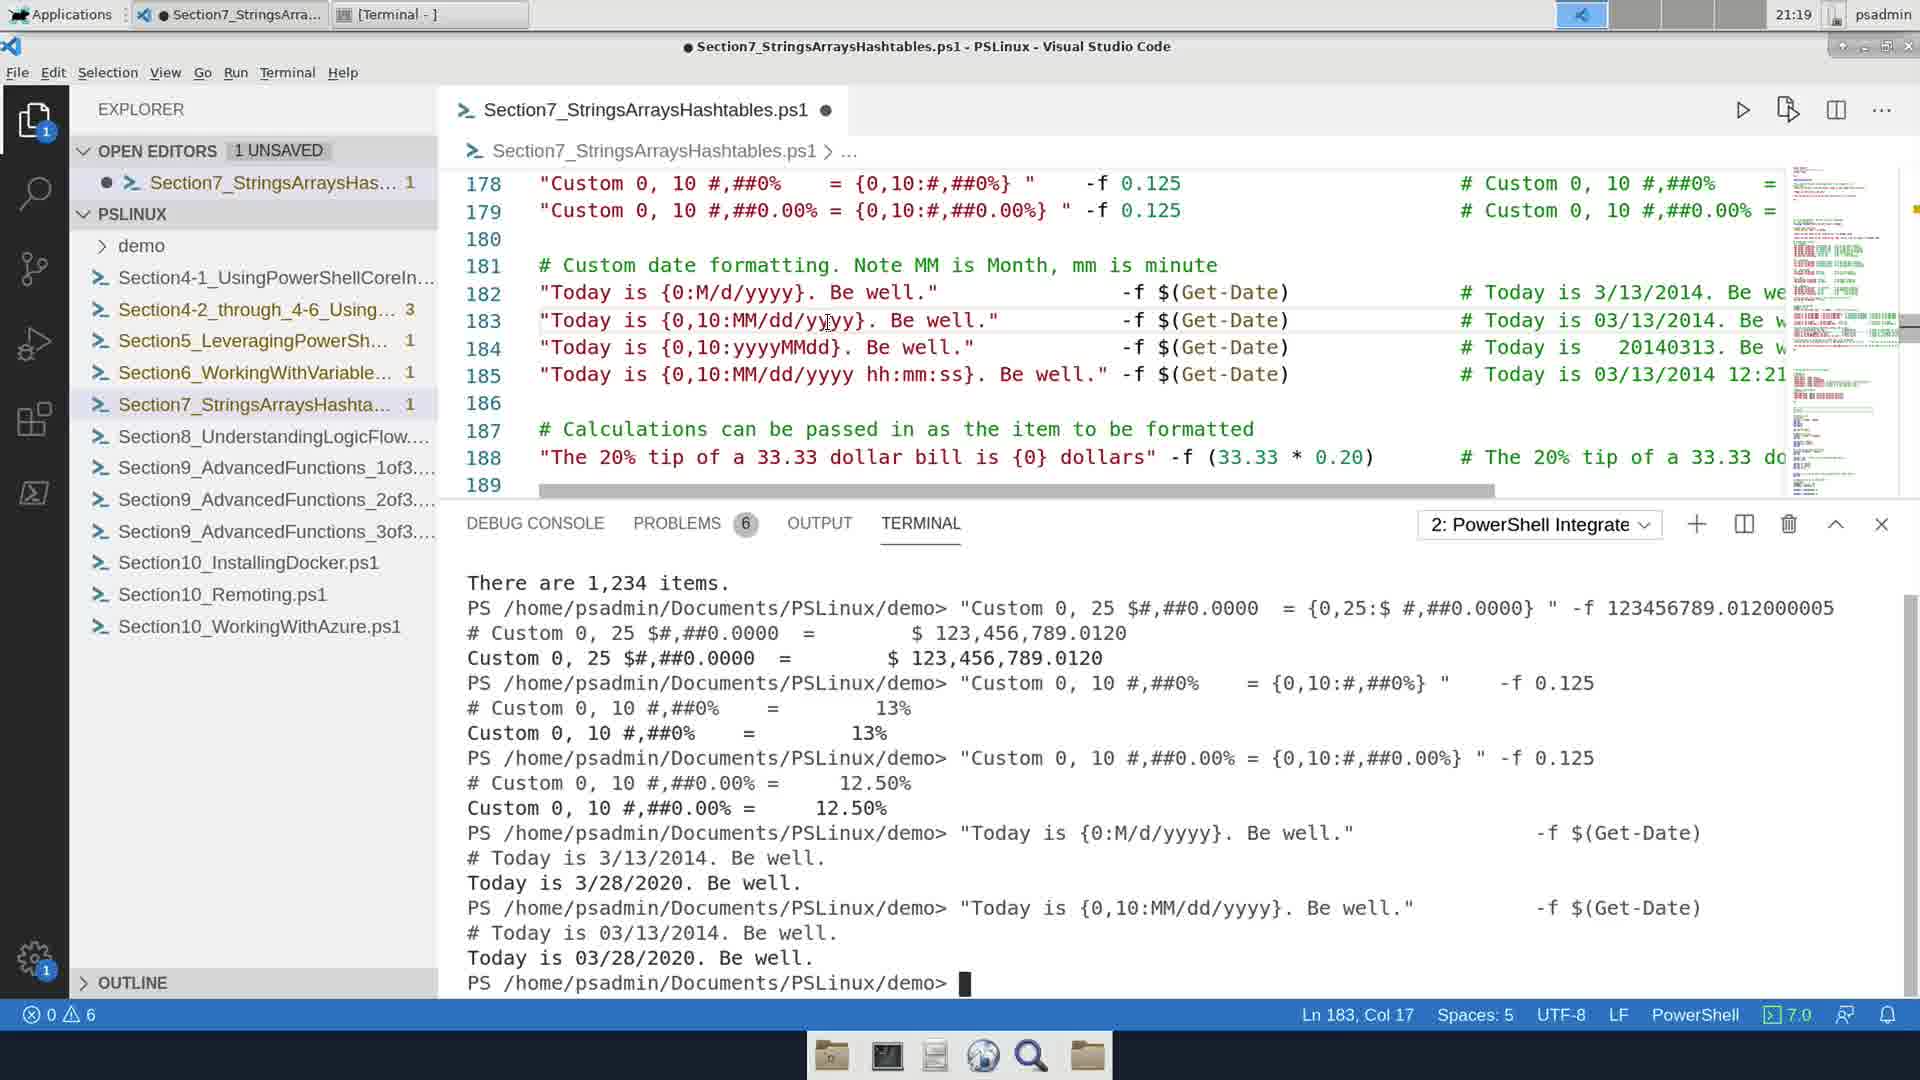 Applications
● Section7_StringsArra...
[Terminal - ]
21:19
psadmin
● Section7_StringsArraysHashtables.ps1 - PSLinux - Visual Studio Code
File Edit Selection View Go Run Terminal Help
1
EXPLORER
OPEN EDITORS 1 UNSAVED
Section7_StringsArraysHas... 1
PSLINUX
demo
Section4-1_UsingPowerShellCoreIn...
Section4-2_through_4-6_Using... 3
Section5_LeveragingPowerSh... 1
Section6_WorkingWithVariable... 1
Section7_StringsArraysHashta... 1
Section8_UnderstandingLogicFlow....
Section9_AdvancedFunctions_1of3....
Section9_AdvancedFunctions_2of3....
Section9_AdvancedFunctions_3of3....
Section10_InstallingDocker.ps1
Section10_Remoting.ps1
Section10_WorkingWithAzure.ps1
OUTLINE
1
Section7_StringsArraysHashtables.ps1 ●
Section7_StringsArraysHashtables.ps1 > ...
178 "Custom 0, 10 #,##0%    = {0,10:#,##0%} "    -f 0.125 # Custom 0, 10 #,##0%    =
179 "Custom 0, 10 #,##0.00% = {0,10:#,##0.00%} " -f 0.125 # Custom 0, 10 #,##0.00% =
180
181 # Custom date formatting. Note MM is Month, mm is minute
182 "Today is {0:M/d/yyyy}. Be well." -f $(Get-Date) # Today is 3/13/2014. Be we
183 "Today is {0,10:MM/dd/yyyy}. Be well." -f $(Get-Date) # Today is 03/13/2014. Be w
184 "Today is {0,10:yyyyMMdd}. Be well." -f $(Get-Date) # Today is   20140313. Be w
185 "Today is {0,10:MM/dd/yyyy hh:mm:ss}. Be well." -f $(Get-Date) # Today is 03/13/2014 12:21
186
187 # Calculations can be passed in as the item to be formatted
188 "The 20% tip of a 33.33 dollar bill is {0} dollars" -f (33.33 * 0.20) # The 20% tip of a 33.33 do
189
DEBUG CONSOLE PROBLEMS 6 OUTPUT TERMINAL 2: PowerShell Integrate
There are 1,234 items.
PS /home/psadmin/Documents/PSLinux/demo> "Custom 0, 25 $#,##0.0000  = {0,25:$ #,##0.0000} " -f 123456789.012000005
# Custom 0, 25 $#,##0.0000  =        $ 123,456,789.0120
Custom 0, 25 $#,##0.0000  =        $ 123,456,789.0120
PS /home/psadmin/Documents/PSLinux/demo> "Custom 0, 10 #,##0%    = {0,10:#,##0%} "    -f 0.125
# Custom 0, 10 #,##0%    =        13%
Custom 0, 10 #,##0%    =        13%
PS /home/psadmin/Documents/PSLinux/demo> "Custom 0, 10 #,##0.00% = {0,10:#,##0.00%} " -f 0.125
# Custom 0, 10 #,##0.00% =     12.50%
Custom 0, 10 #,##0.00% =     12.50%
PS /home/psadmin/Documents/PSLinux/demo> "Today is {0:M/d/yyyy}. Be well."               -f $(Get-Date)
# Today is 3/13/2014. Be well.
Today is 3/28/2020. Be well.
PS /home/psadmin/Documents/PSLinux/demo> "Today is {0,10:MM/dd/yyyy}. Be well."          -f $(Get-Date)
# Today is 03/13/2014. Be well.
Today is 03/28/2020. Be well.
PS /home/psadmin/Documents/PSLinux/demo>
0 6 Ln 183, Col 17 Spaces: 5 UTF-8 LF PowerShell 7.0